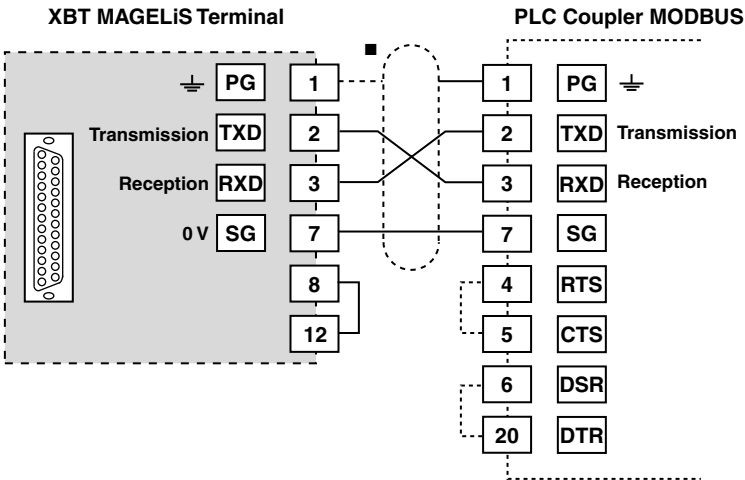 XBT MAGELiS Terminal PLC Coupler MODBUS
PG 1 1 PG
Transmission TXD 2 2 TXD Transmission
Reception RXD 3 3 RXD Reception
0 V SG 7 7 SG
8 4 RTS
12 5 CTS
6 DSR
20 DTR